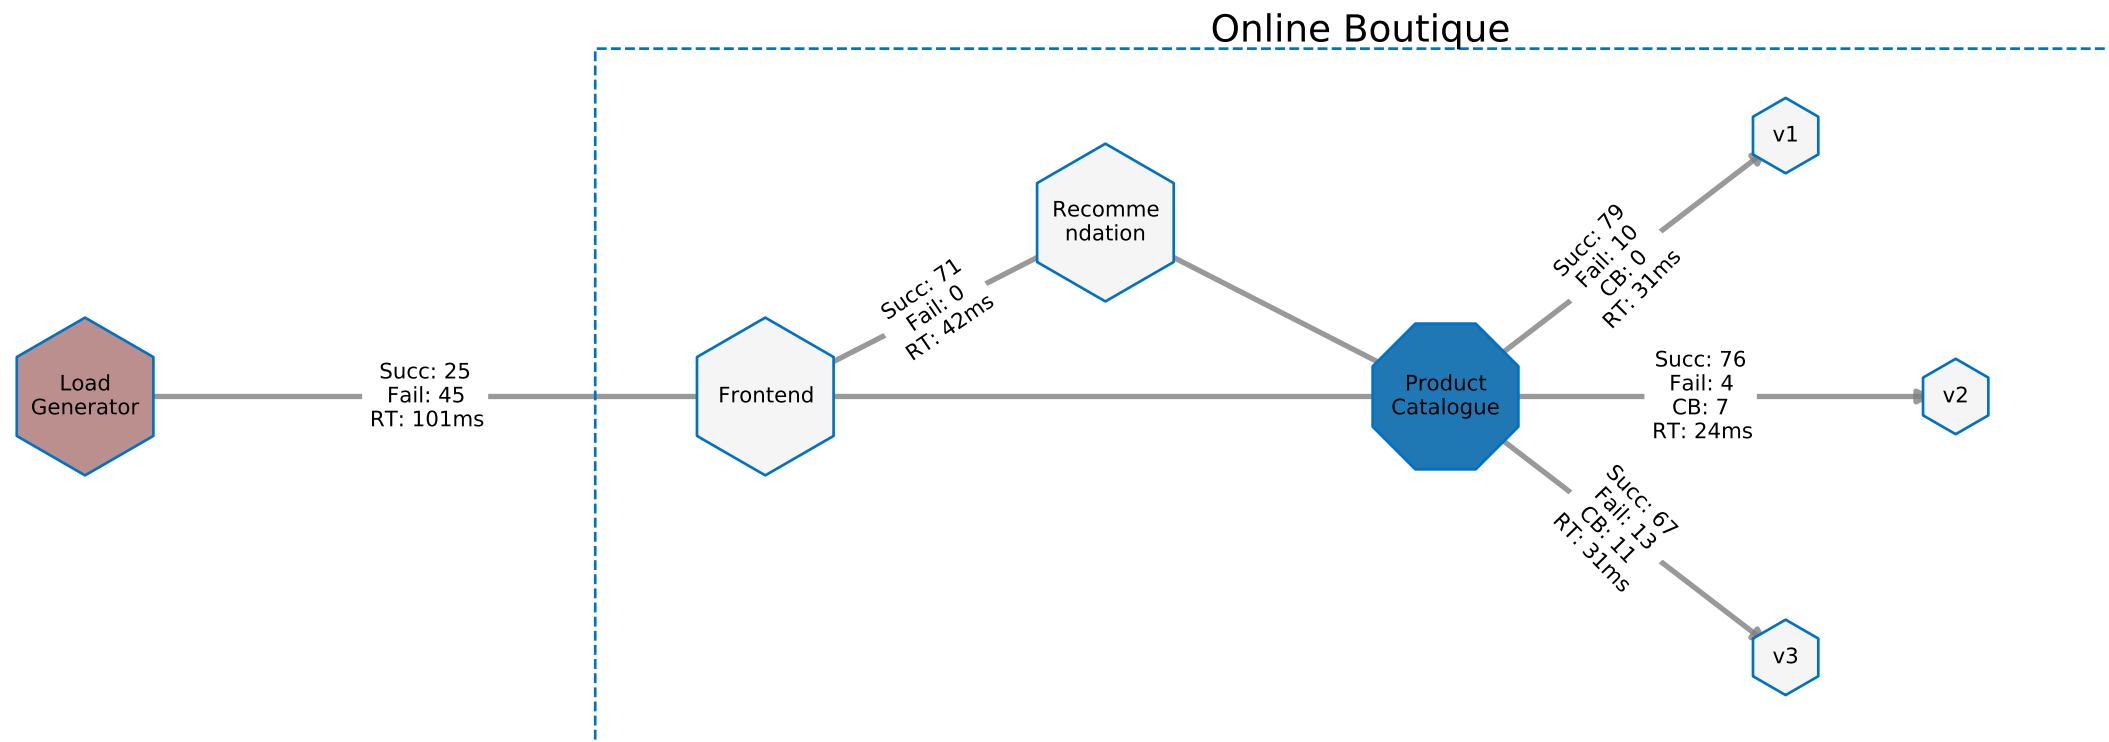 Online Boutique
Load
Generator
Succ: 25
Fail: 45
RT: 101ms
Frontend
Succ: 71
Fail: 0
RT: 42ms
Recomme
ndation
Product
Catalogue
Succ: 79
Fail: 10
CB: 0
RT: 31ms
v1
Succ: 76
Fail: 4
CB: 7
RT: 24ms
v2
Succ: 67
Fail: 13
CB: 11
RT: 31ms
v3